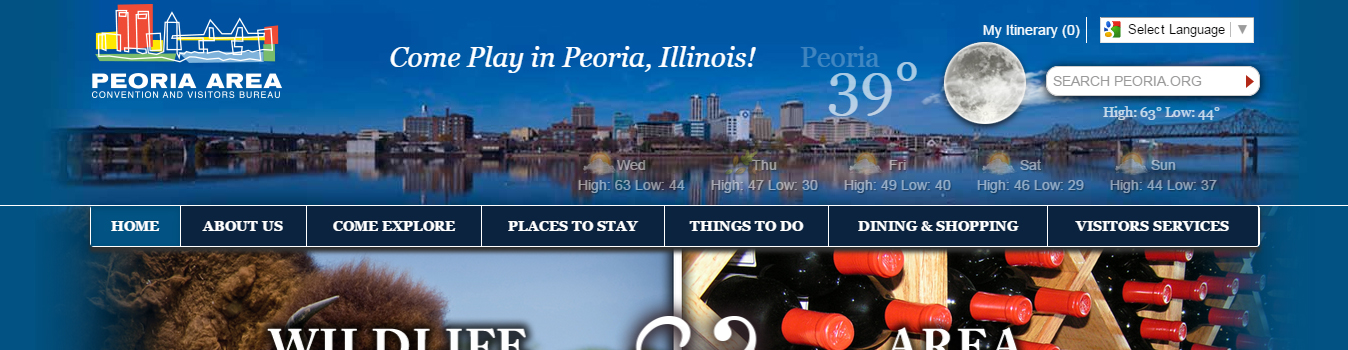 PEORIA AREA
CONVENTION AND VISITORS BUREAU
Come Play in Peoria, Illinois!
Peoria
39°
My Itinerary (0)
Select Language ▼
SEARCH PEORIA.ORG
High: 63° Low: 44°
Wed
High: 63 Low: 44
Thu
High: 47 Low: 30
Fri
High: 49 Low: 40
Sat
High: 46 Low: 29
Sun
High: 44 Low: 37
HOME ABOUT US COME EXPLORE PLACES TO STAY THINGS TO DO DINING & SHOPPING VISITORS SERVICES
WILDLIFE & AREA